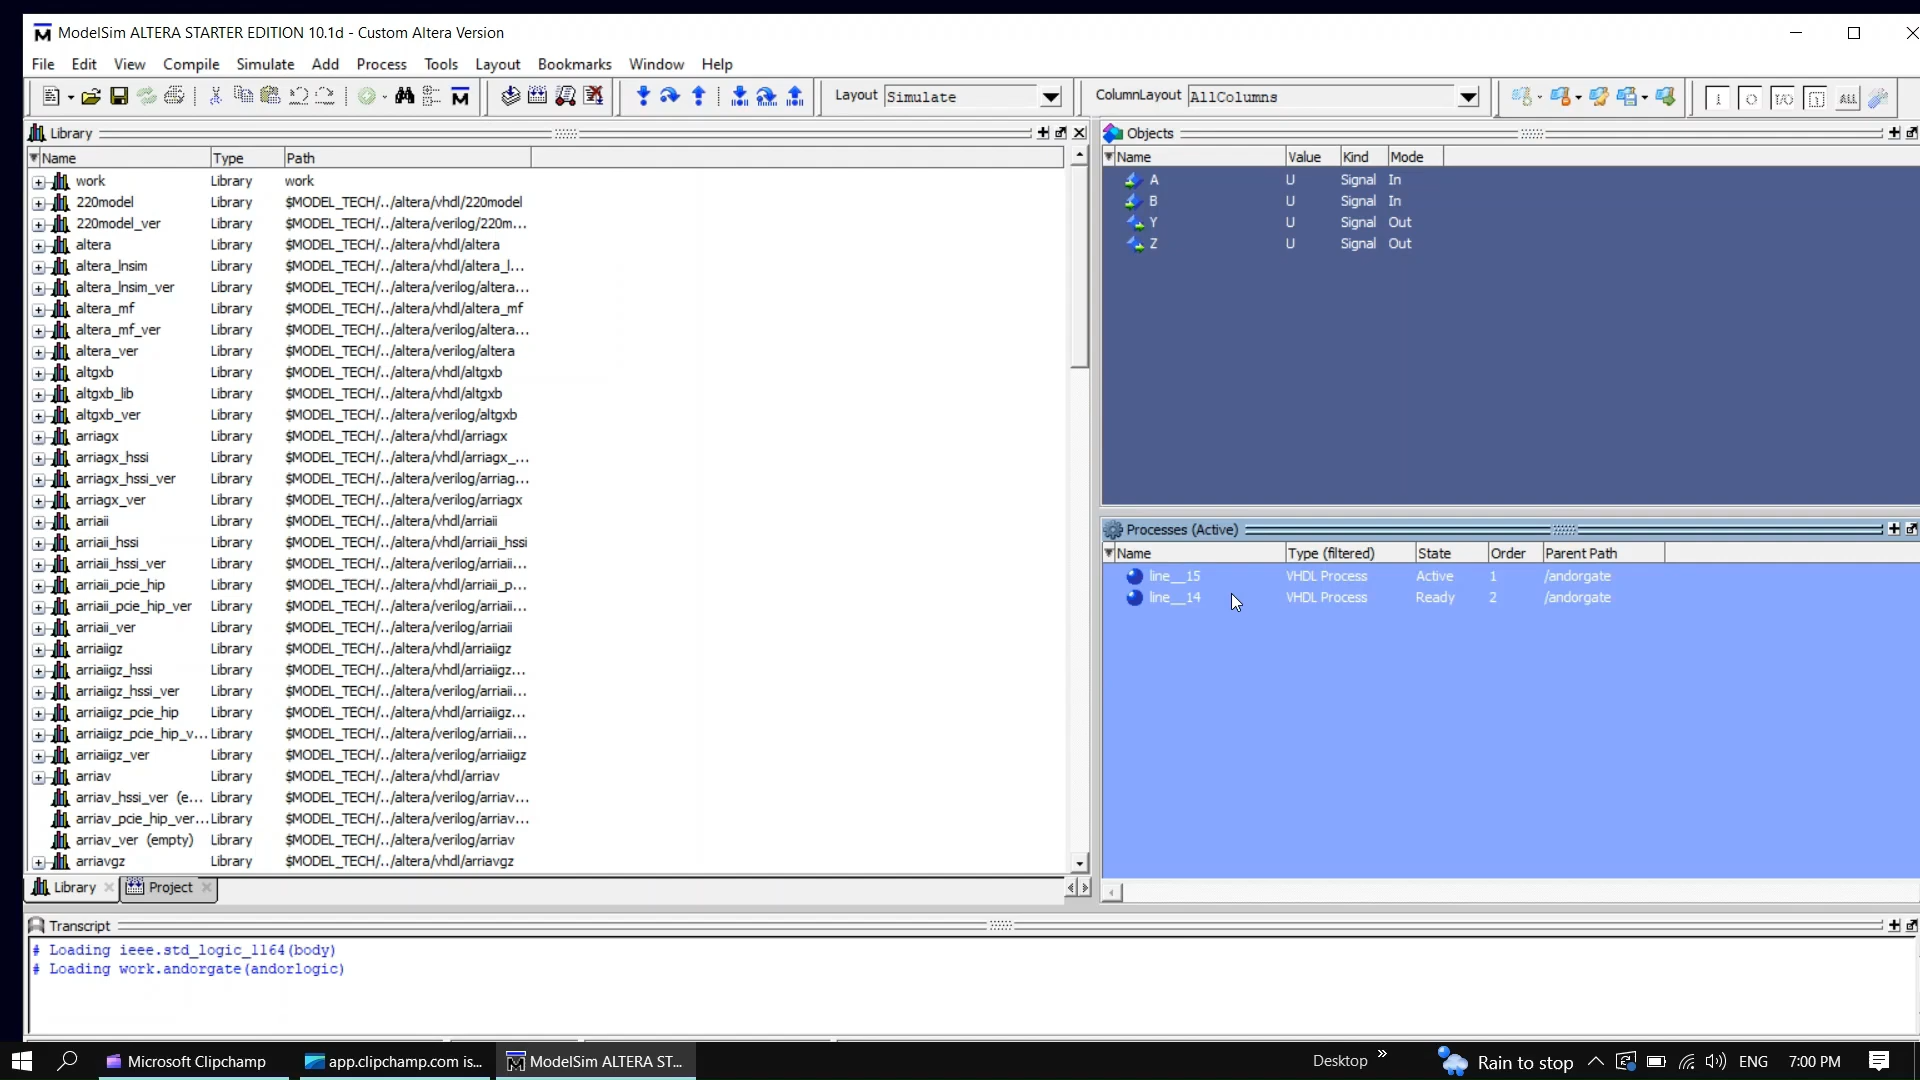 ModelSim ALTERA STARTER EDITION 10.1d - Custom Altera Version
File Edit View Compile Simulate Add Process Tools Layout Bookmarks Window Help
Layout Simulate ColumnLayout AllColumns
Library
Name Type Path
work Library work
220model Library $MODEL_TECH/../altera/vhdl/220model
220model_ver Library $MODEL_TECH/../altera/verilog/220m...
altera Library $MODEL_TECH/../altera/vhdl/altera
altera_lnsim Library $MODEL_TECH/../altera/vhdl/altera_l...
altera_lnsim_ver Library $MODEL_TECH/../altera/verilog/altera...
altera_mf Library $MODEL_TECH/../altera/vhdl/altera_mf
altera_mf_ver Library $MODEL_TECH/../altera/verilog/altera...
altera_ver Library $MODEL_TECH/../altera/verilog/altera
altgxb Library $MODEL_TECH/../altera/vhdl/altgxb
altgxb_lib Library $MODEL_TECH/../altera/vhdl/altgxb
altgxb_ver Library $MODEL_TECH/../altera/verilog/altgxb
arriagx Library $MODEL_TECH/../altera/vhdl/arriagx
arriagx_hssi Library $MODEL_TECH/../altera/vhdl/arriagx_...
arriagx_hssi_ver Library $MODEL_TECH/../altera/verilog/arriag...
arriagx_ver Library $MODEL_TECH/../altera/verilog/arriagx
arriaii Library $MODEL_TECH/../altera/vhdl/arriaii
arriaii_hssi Library $MODEL_TECH/../altera/vhdl/arriaii_hssi
arriaii_hssi_ver Library $MODEL_TECH/../altera/verilog/arriaii...
arriaii_pcie_hip Library $MODEL_TECH/../altera/vhdl/arriaii_p...
arriaii_pcie_hip_ver Library $MODEL_TECH/../altera/verilog/arriaii...
arriaii_ver Library $MODEL_TECH/../altera/verilog/arriaii
arriaiigz Library $MODEL_TECH/../altera/vhdl/arriaiigz
arriaiigz_hssi Library $MODEL_TECH/../altera/vhdl/arriaiigz...
arriaiigz_hssi_ver Library $MODEL_TECH/../altera/verilog/arriaii...
arriaiigz_pcie_hip Library $MODEL_TECH/../altera/vhdl/arriaiigz...
arriaiigz_pcie_hip_v... Library $MODEL_TECH/../altera/verilog/arriaii...
arriaiigz_ver Library $MODEL_TECH/../altera/verilog/arriaiigz
arriav Library $MODEL_TECH/../altera/vhdl/arriav
arriav_hssi_ver (e... Library $MODEL_TECH/../altera/verilog/arriav...
arriav_pcie_hip_ver... Library $MODEL_TECH/../altera/verilog/arriav...
arriav_ver (empty) Library $MODEL_TECH/../altera/verilog/arriav
arriavgz Library $MODEL_TECH/../altera/vhdl/arriavgz
Library Project
Objects
Name Value Kind Mode
A U Signal In
B U Signal In
Y U Signal Out
Z U Signal Out
Processes (Active)
Name Type (filtered) State Order Parent Path
line__15 VHDL Process Active 1 /andorgate
line__14 VHDL Process Ready 2 /andorgate
Transcript
# Loading ieee.std_logic_1164(body)
# Loading work.andorgate(andorlogic)
Microsoft Clipchamp app.clipchamp.com is... ModelSim ALTERA ST... Desktop Rain to stop ENG 7:00 PM